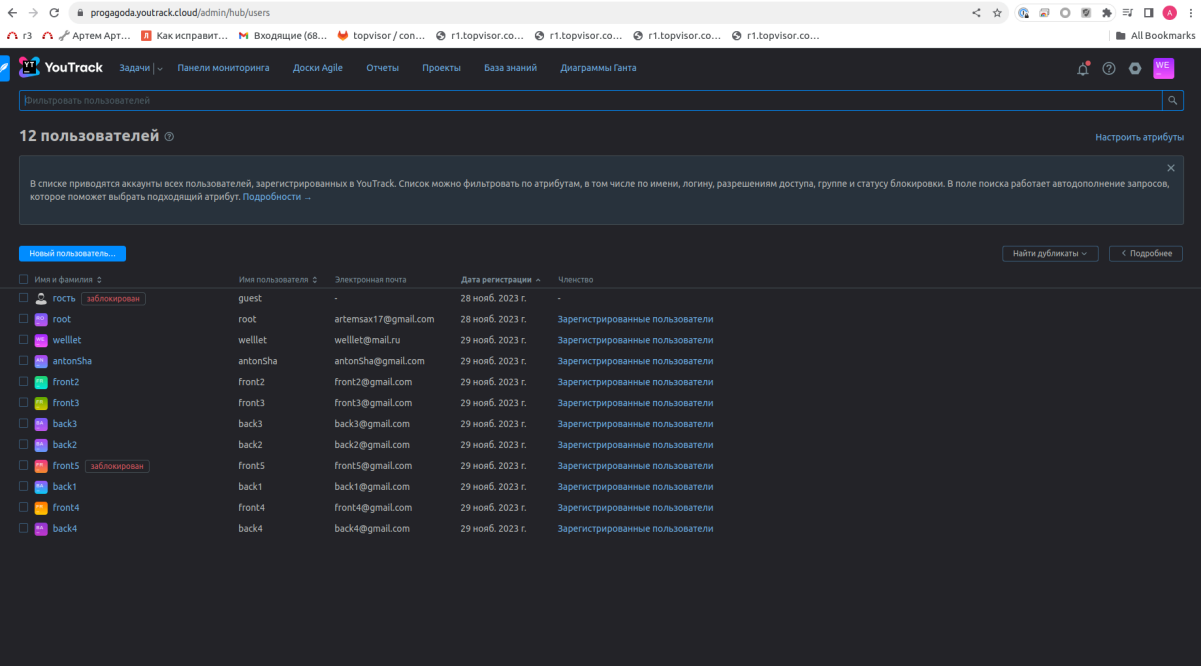 progagoda.youtrack.cloud/admin/hub/users
r3 Артем Арт... Как исправит... Входящие (68... topvisor / con... r1.topvisor.co... r1.topvisor.co... r1.topvisor.co... r1.topvisor.co... All Bookmarks
YouTrack Задачи Панели мониторинга Доски Agile Отчеты Проекты База знаний Диаграммы Ганта
Фильтровать пользователей
12 пользователей
Настроить атрибуты
В списке приводятся аккаунты всех пользователей, зарегистрированных в YouTrack. Список можно фильтровать по атрибутам, в том числе по имени, логину, разрешениям доступа, группе и статусу блокировки. В поле поиска работает автодополнение запросов,
которое поможет выбрать подходящий атрибут. Подробности →
Новый пользователь... Найти дубликаты Подробнее
Имя и фамилия Имя пользователя Электронная почта Дата регистрации Членство
гость заблокирован guest - 28 нояб. 2023 г. -
root root artemsax17@gmail.com 28 нояб. 2023 г. Зарегистрированные пользователи
welllet welllet welllet@mail.ru 29 нояб. 2023 г. Зарегистрированные пользователи
antonSha antonSha antonSha@gmail.com 29 нояб. 2023 г. Зарегистрированные пользователи
front2 front2 front2@gmail.com 29 нояб. 2023 г. Зарегистрированные пользователи
front3 front3 front3@gmail.com 29 нояб. 2023 г. Зарегистрированные пользователи
back3 back3 back3@gmail.com 29 нояб. 2023 г. Зарегистрированные пользователи
back2 back2 back2@gmail.com 29 нояб. 2023 г. Зарегистрированные пользователи
front5 заблокирован front5 front5@gmail.com 29 нояб. 2023 г. Зарегистрированные пользователи
back1 back1 back1@gmail.com 29 нояб. 2023 г. Зарегистрированные пользователи
front4 front4 front4@gmail.com 29 нояб. 2023 г. Зарегистрированные пользователи
back4 back4 back4@gmail.com 29 нояб. 2023 г. Зарегистрированные пользователи